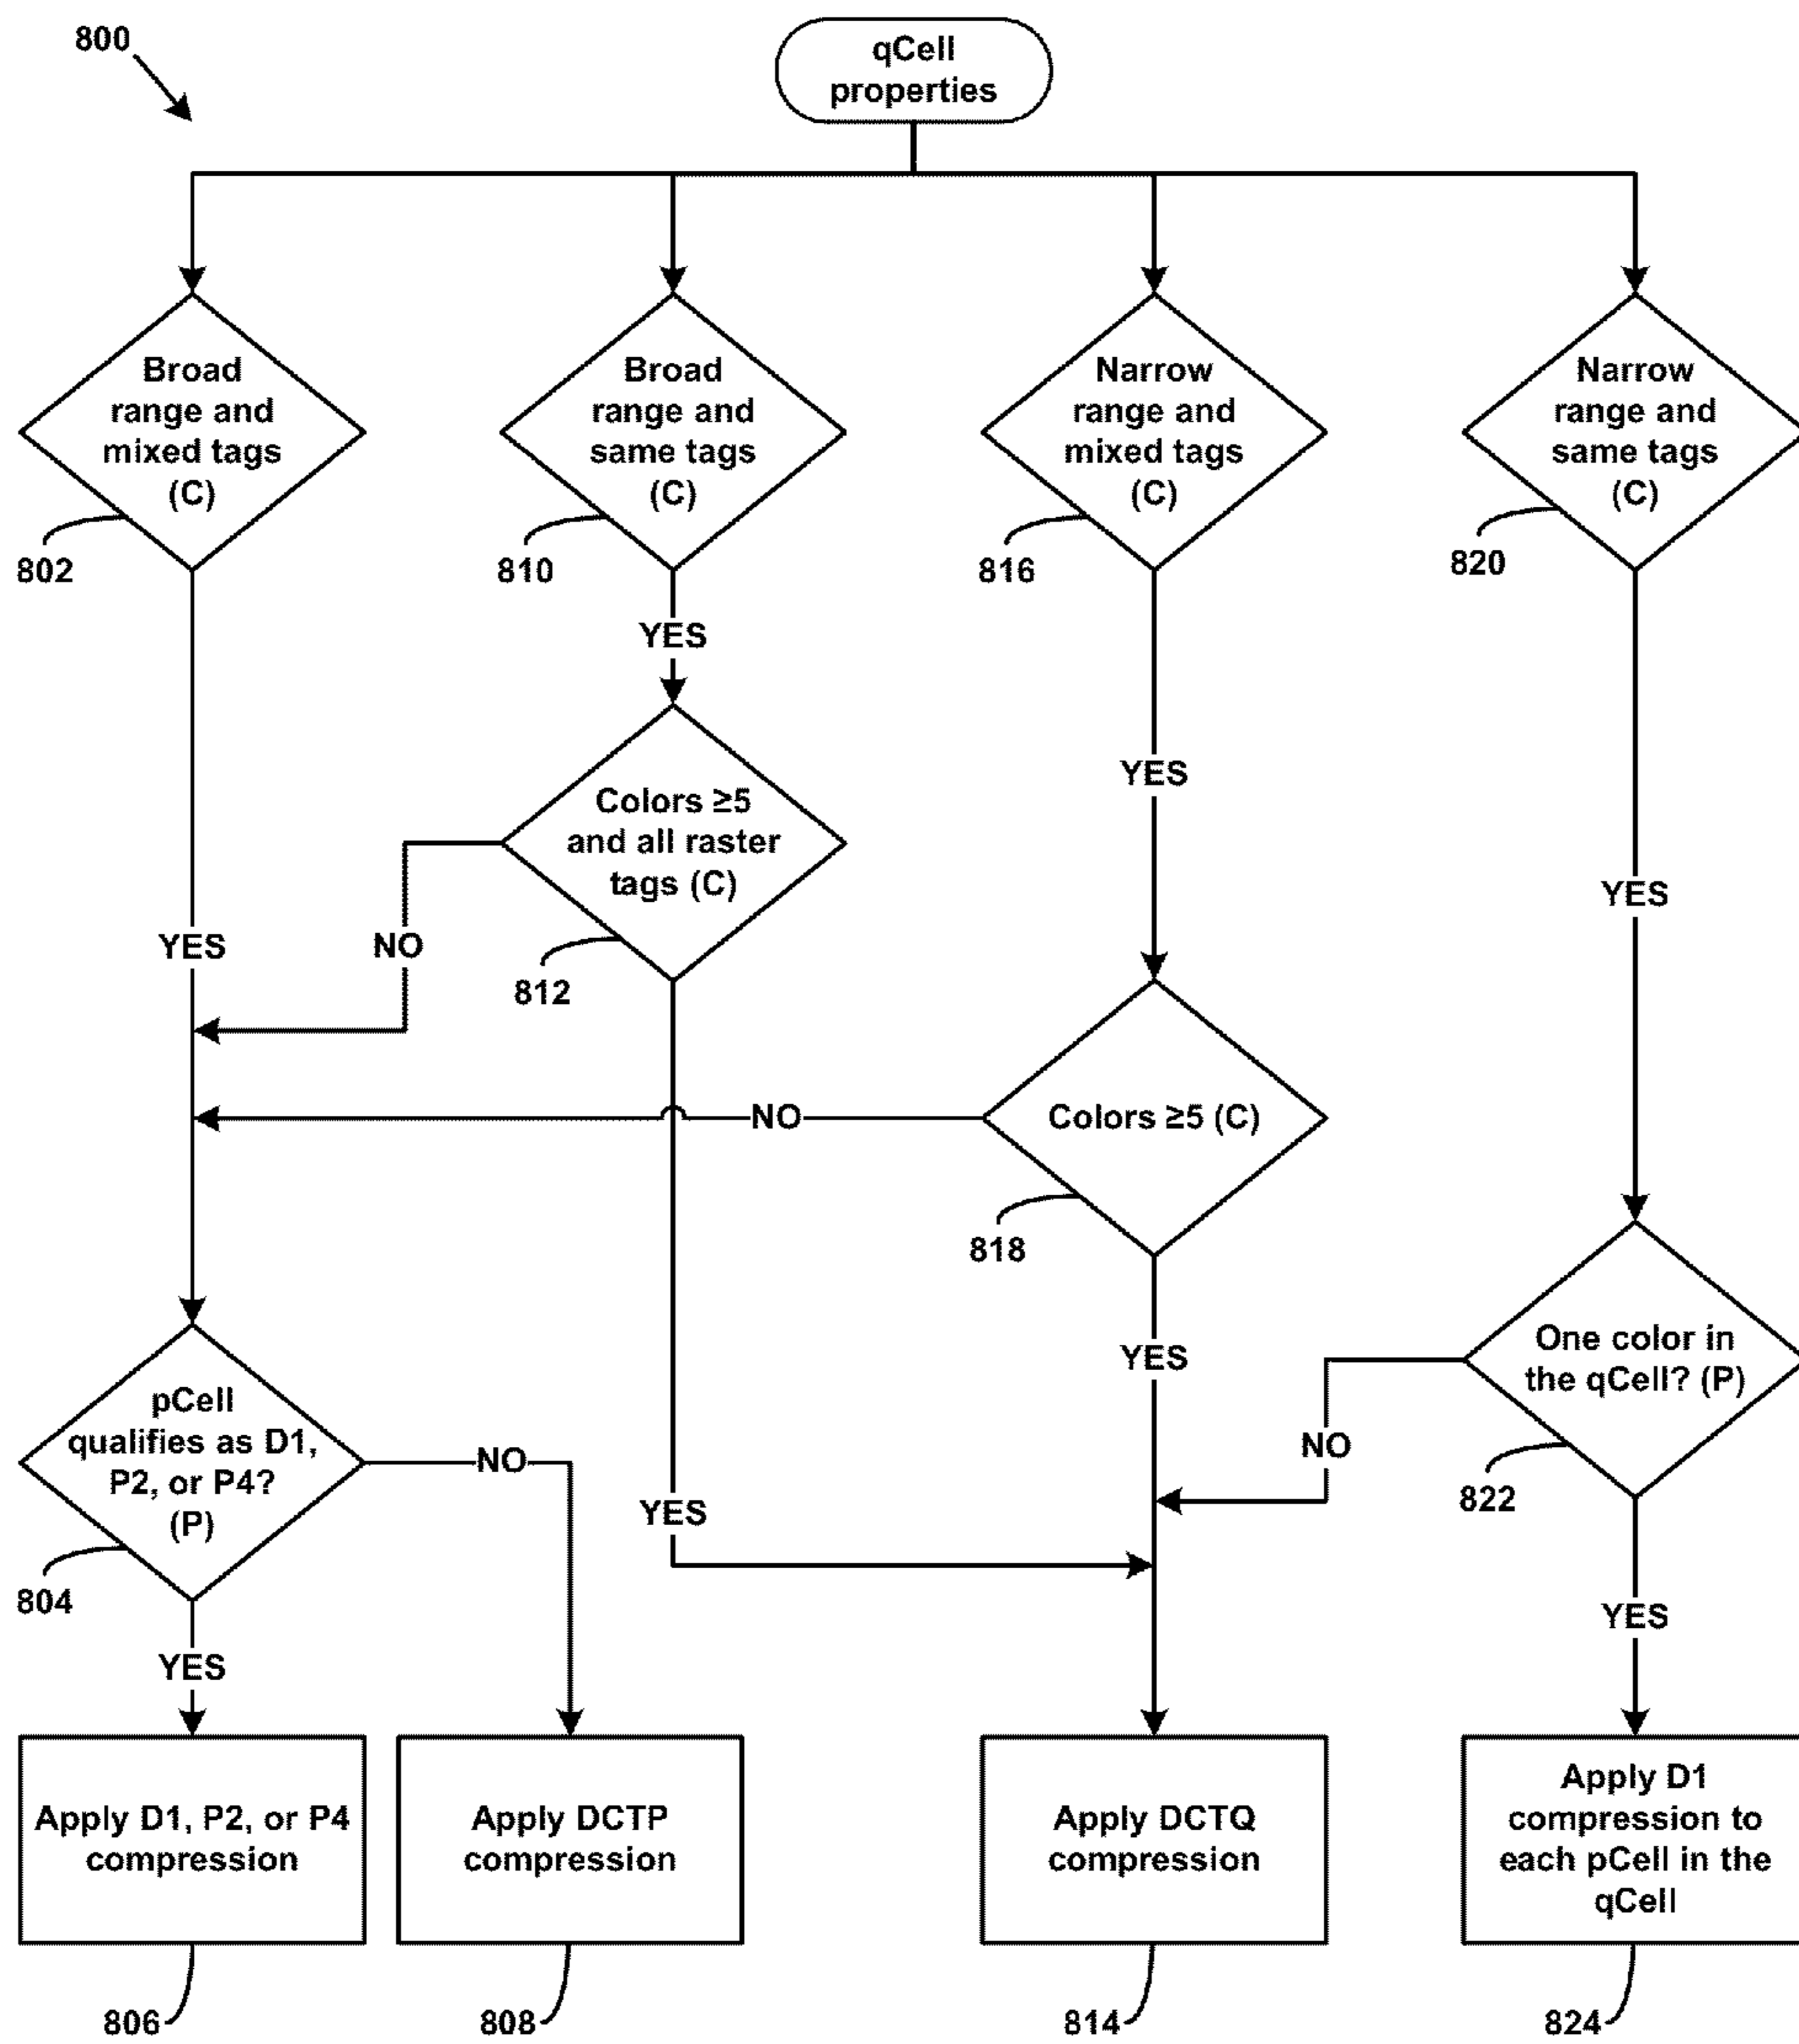 800
qCell
properties
Broad
range and
mixed tags
(C)
802
Broad
range and
same tags
(C)
810
Narrow
range and
mixed tags
(C)
816
Narrow
range and
same tags
(C)
820
YES
YES
YES
YES
Colors ≥5
and all raster
tags (C)
812
NO
NO
Colors ≥5 (C)
818
YES
YES
One color in
the qCell? (P)
822
NO
YES
pCell
qualifies as D1,
P2, or P4?
(P)
804
NO
YES
Apply D1, P2, or P4
compression
806
Apply DCTP
compression
808
Apply DCTQ
compression
814
Apply D1
compression to
each pCell in the
qCell
824